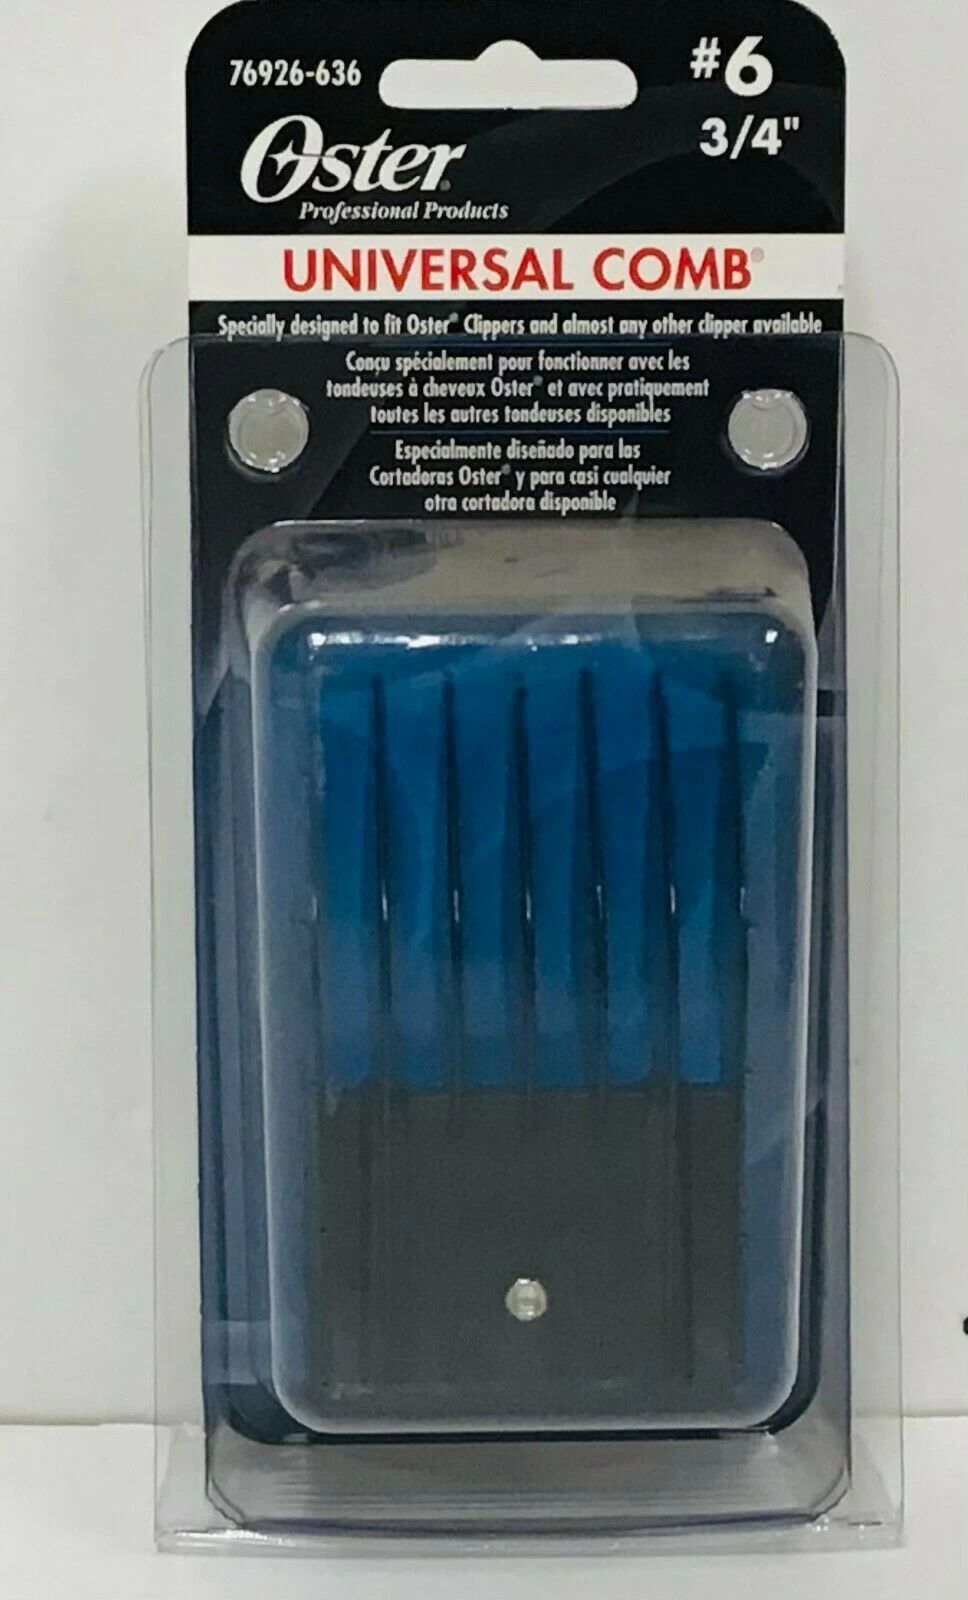 76926-636
#6
3/4"
Oster®
Professional Products
UNIVERSAL COMB®
Specially designed to fit Oster® Clippers and almost any other clipper available
Conçu spécialement pour fonctionner avec les
tondeuses à cheveux Oster® et avec pratiquement
toutes les autres tondeuses disponibles
Especialmente diseñado para las
Cortadoras Oster® y para casi cualquier
otra cortadora disponible